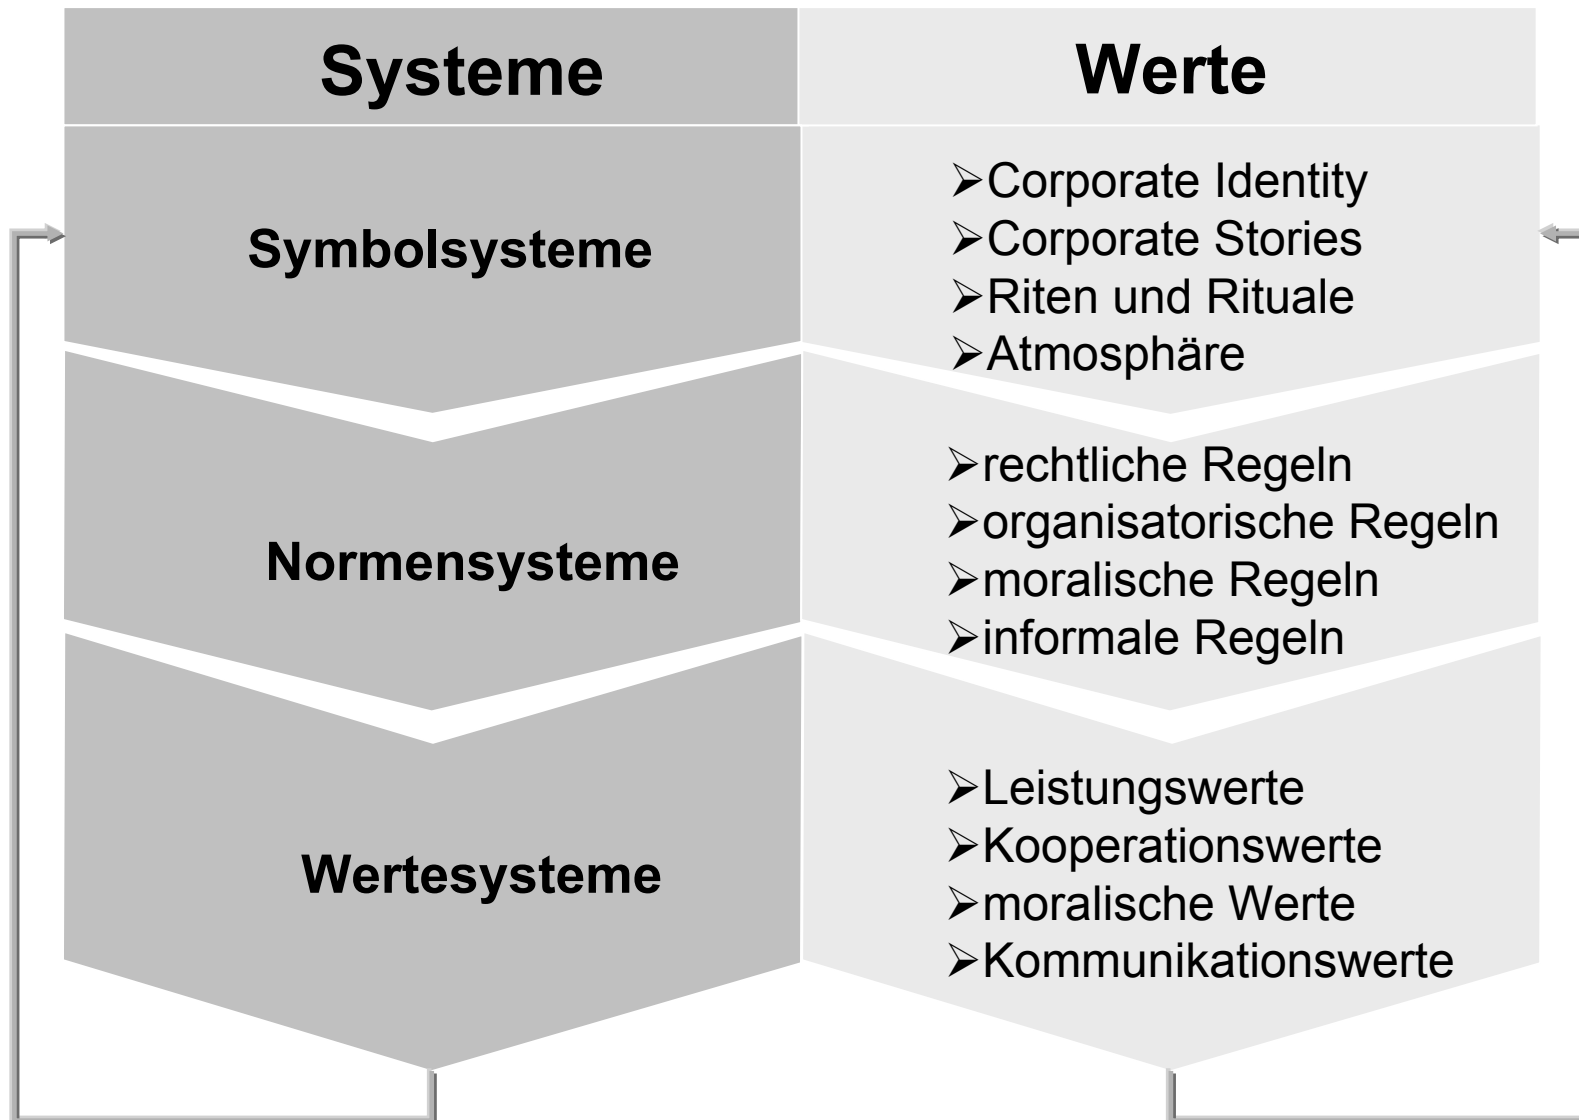 Systeme
Werte
Symbolsysteme
➢Corporate Identity
➢Corporate Stories
➢Riten und Rituale
➢Atmosphäre
Normensysteme
➢rechtliche Regeln
➢organisatorische Regeln
➢moralische Regeln
➢informale Regeln
Wertesysteme
➢Leistungswerte
➢Kooperationswerte
➢moralische Werte
➢Kommunikationswerte